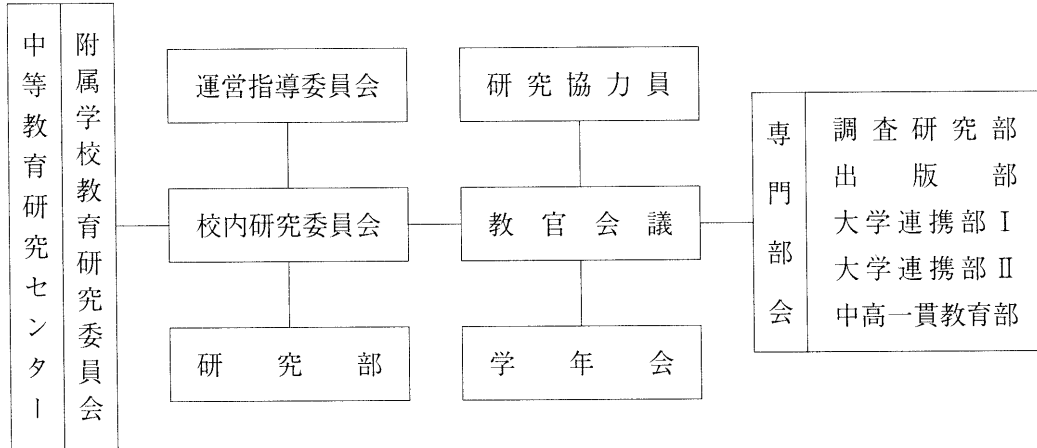 中等教育研究センター
附属学校教育研究委員会
運営指導委員会
研究協力員
校内研究委員会
教官会議
研究部
学年会
専門部会
調査研究部
出版部
大学連携部Ⅰ
大学連携部Ⅱ
中高一貫教育部